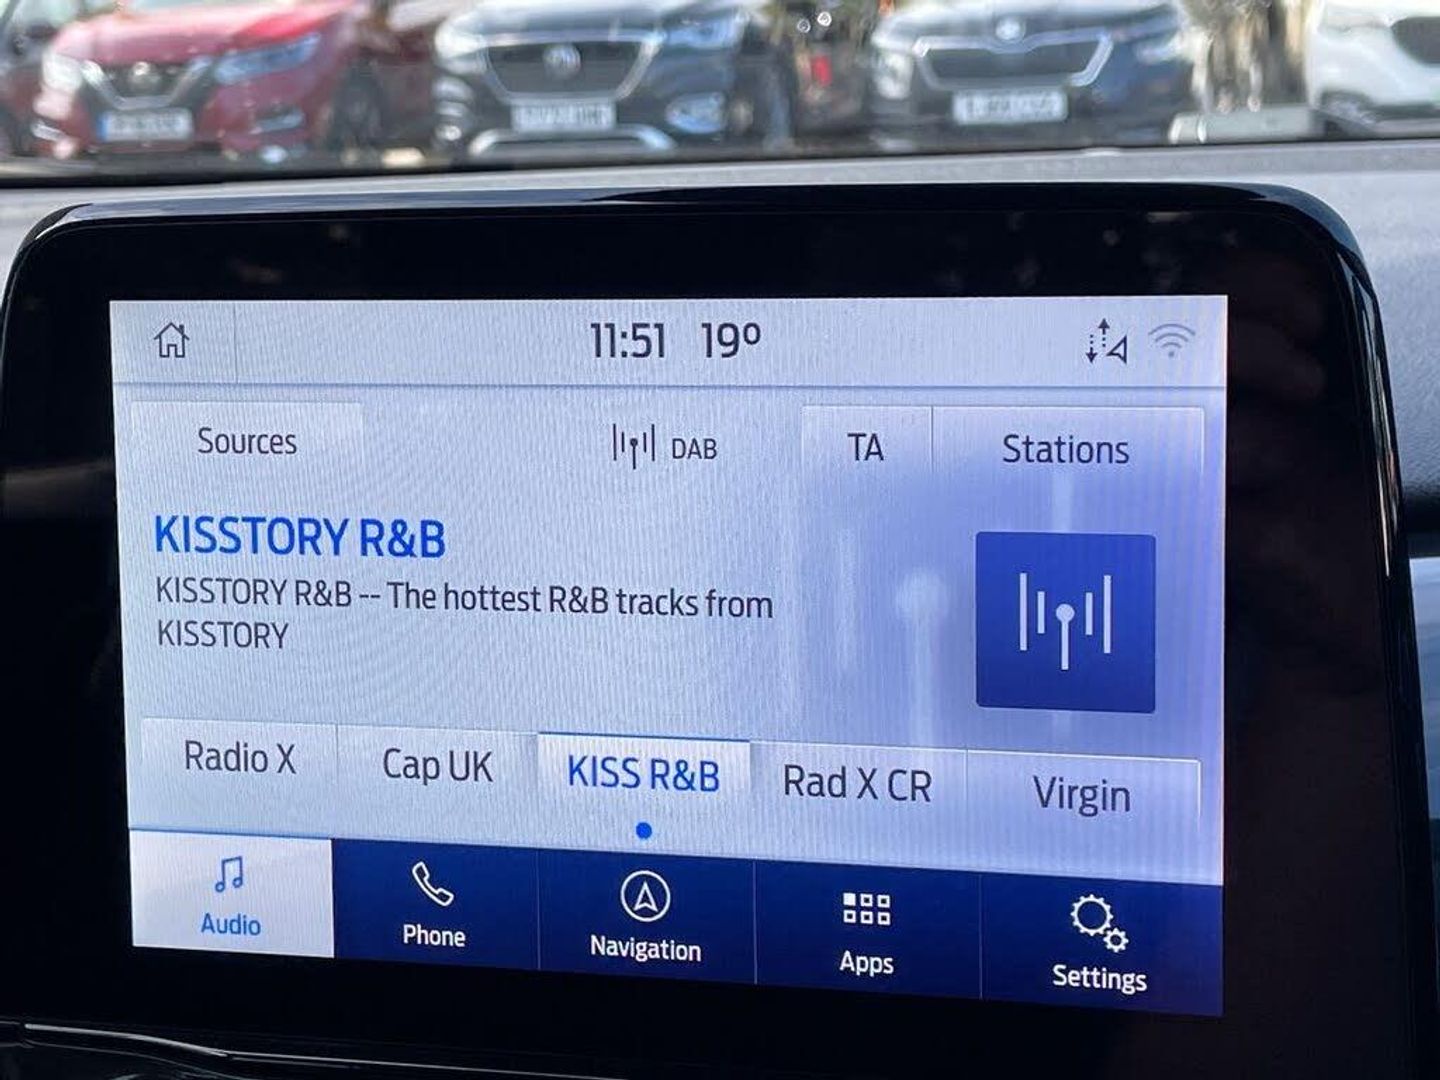 11:51 19°
Sources DAB TA Stations
KISSTORY R&B
KISSTORY R&B -- The hottest R&B tracks from
KISSTORY
Radio X Cap UK KISS R&B Rad X CR Virgin
Audio Phone Navigation Apps Settings